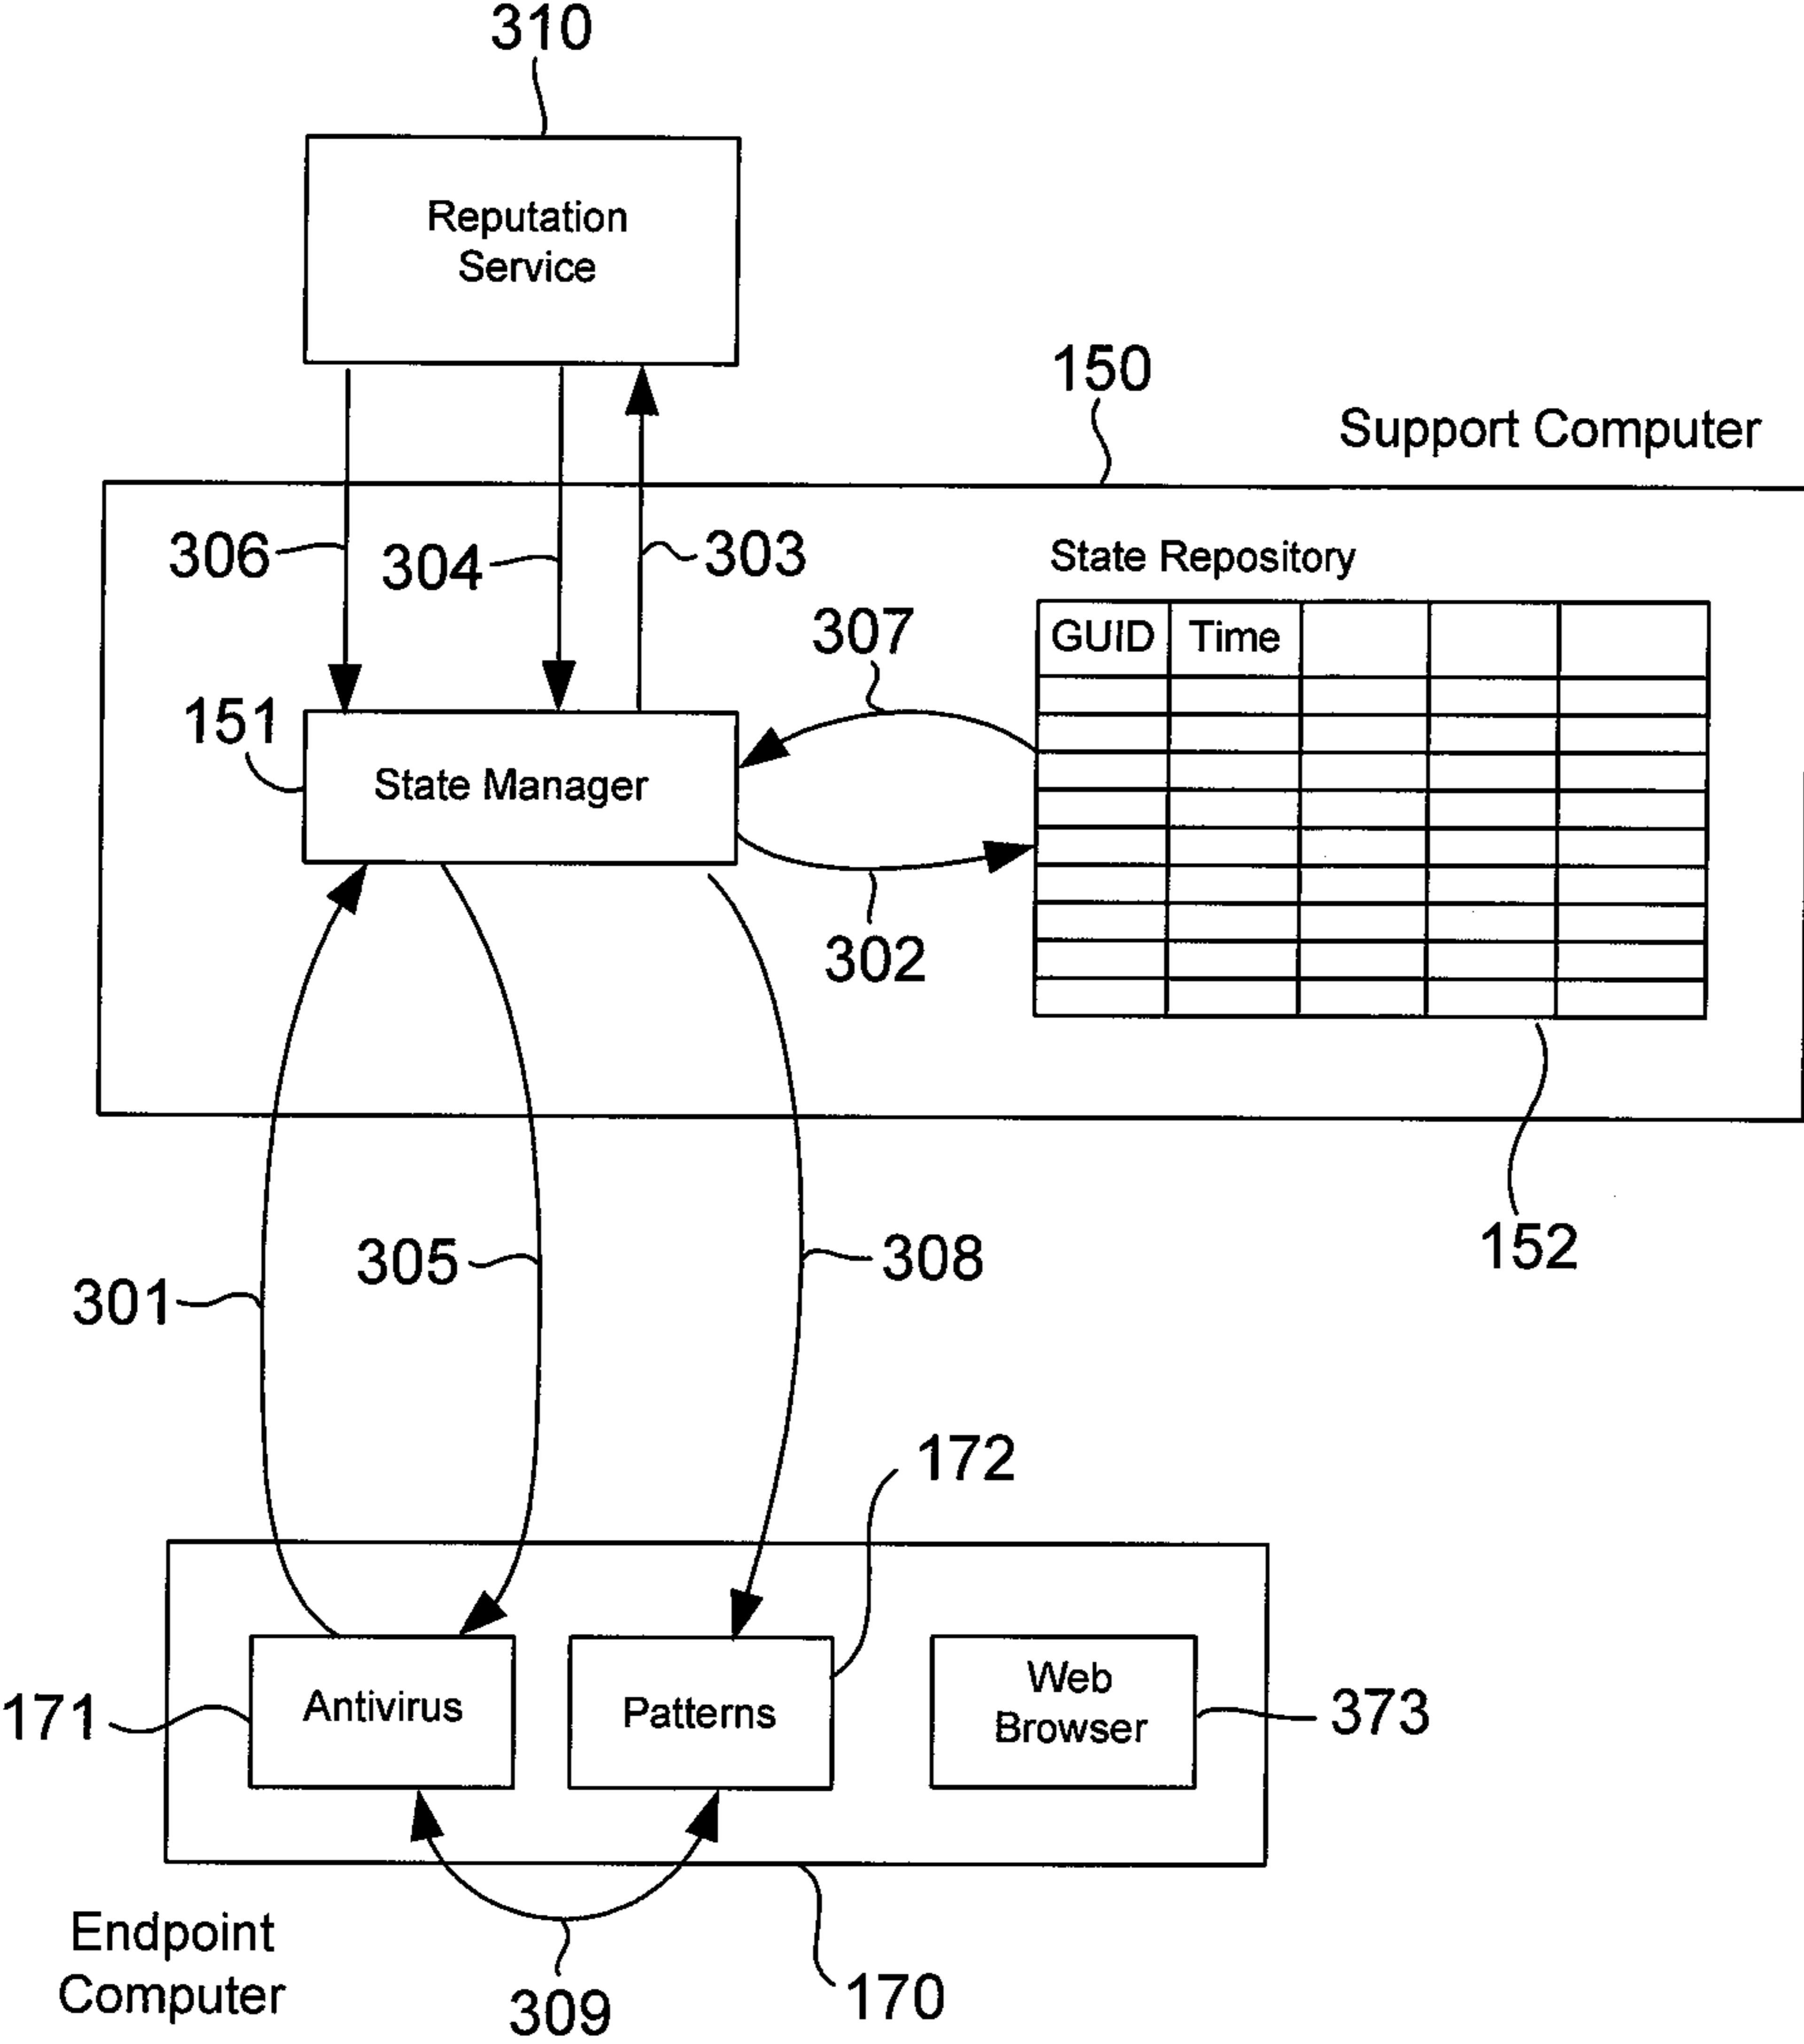 310
Reputation
Service
150
Support Computer
306
304
303
State Repository
307
GUID Time
151
State Manager
302
301
305
308
152
172
171
Antivirus
Patterns
Web
Browser
373
Endpoint
Computer
309
170